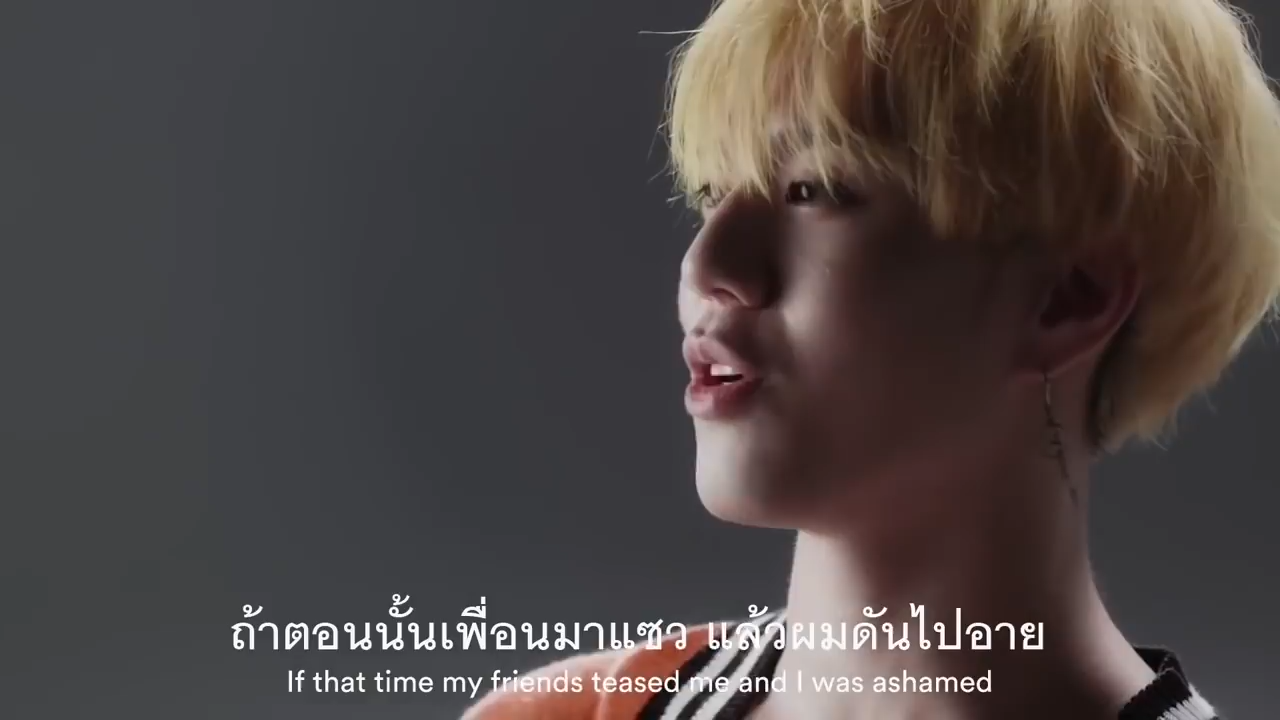 ถ้าตอนนั้นเพื่อนมาแซว แล้วผมดันไปอาย
If that time my friends teased me and I was ashamed